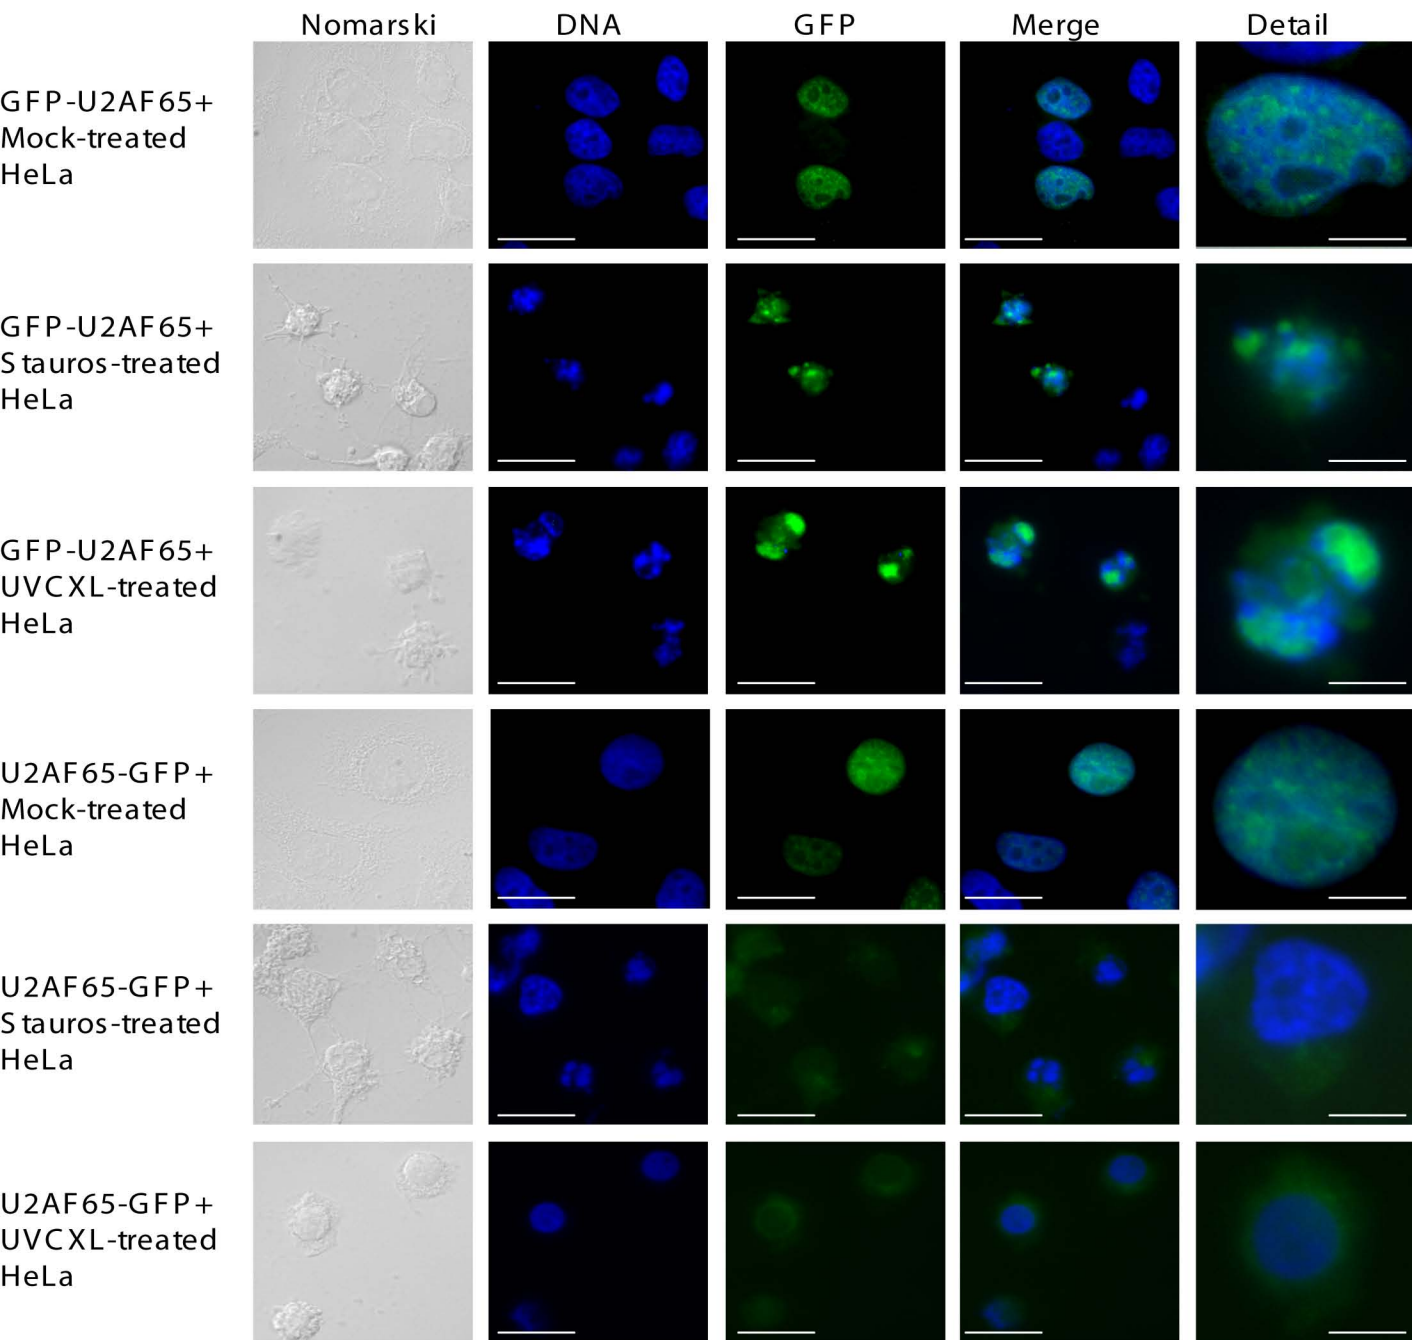 Nomarski DNA GFP Merge Detail
GFP-U2AF65+
Mock-treated
HeLa
GFP-U2AF65+
Stauros-treated
HeLa
GFP-U2AF65+
UVCXL-treated
HeLa
U2AF65-GFP+
Mock-treated
HeLa
U2AF65-GFP+
Stauros-treated
HeLa
U2AF65-GFP+
UVCXL-treated
HeLa